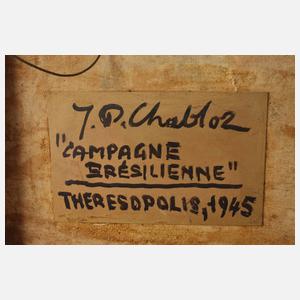 J.P. Chabloz
"CAMPAGNE
BRÉSILIENNE"
THERESOPOLIS, 1945